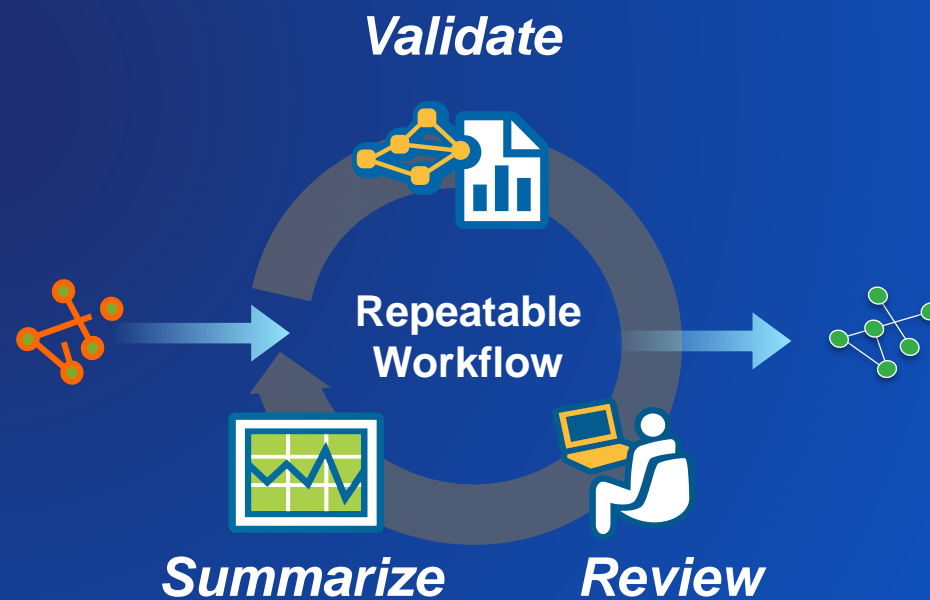 Validate
Repeatable
Workflow
Summarize
Review